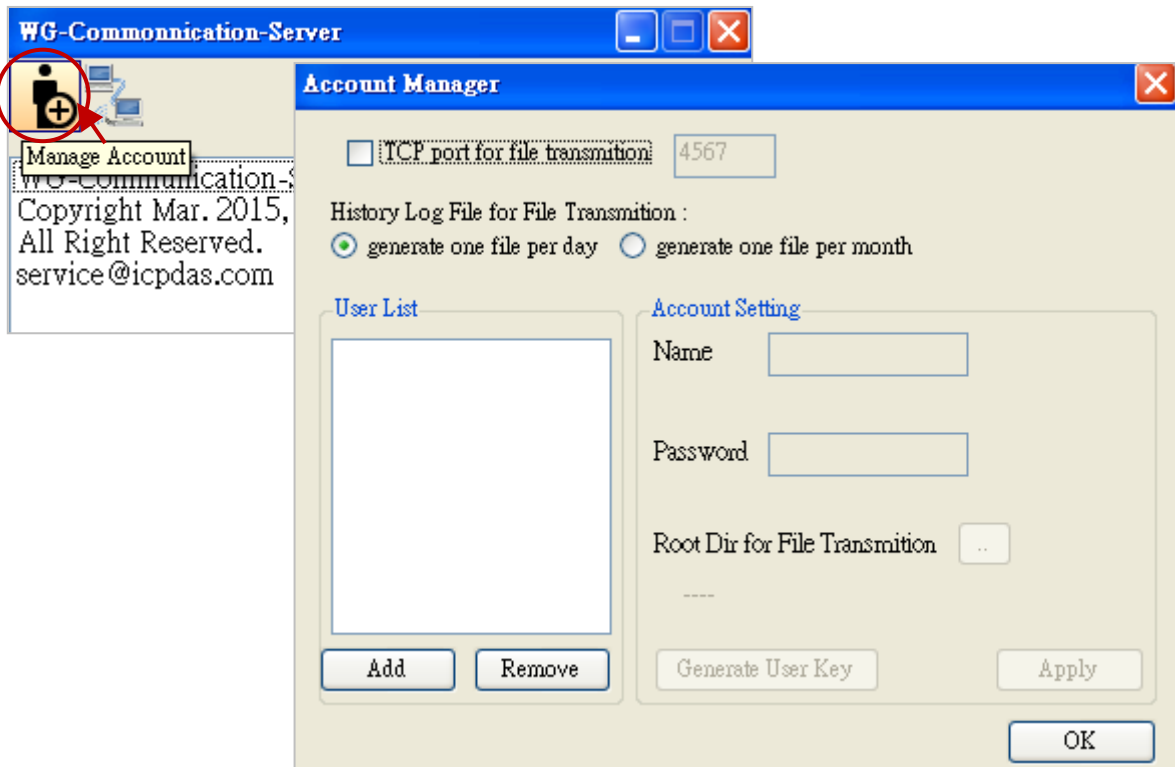 WG-Commonnication-Server
Manage Account
WG-Communication-S
Copyright Mar. 2015,
All Right Reserved.
service@icpdas.com
Account Manager
TCP port for file transmition 4567
History Log File for File Transmition :
generate one file per day generate one file per month
User List
Account Setting
Name
Password
Root Dir for File Transmition ..
----
Add Remove
Generate User Key Apply
OK